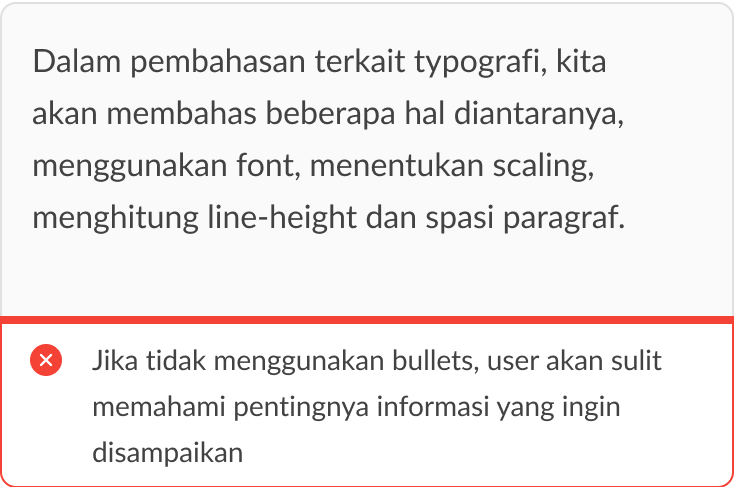 Dalam pembahasan terkait typografi, kita
akan membahas beberapa hal diantaranya,
menggunakan font, menentukan scaling,
menghitung line-height dan spasi paragraf.
Jika tidak menggunakan bullets, user akan sulit
memahami pentingnya informasi yang ingin
disampaikan